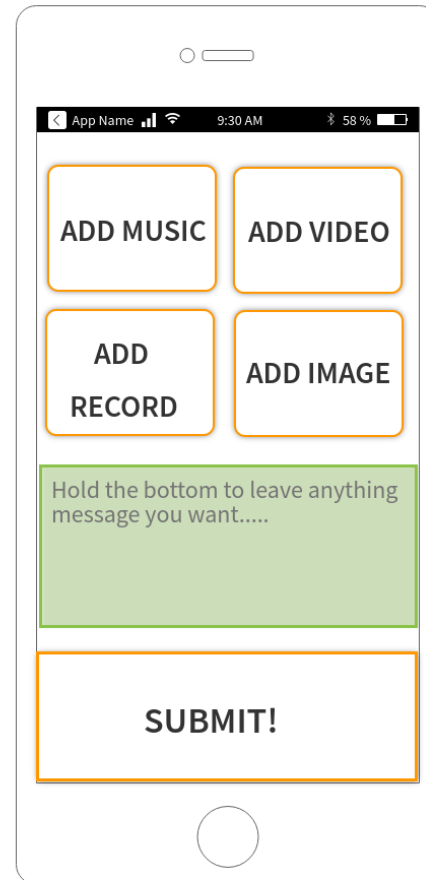 App Name 9:30 AM 58 %
ADD MUSIC
ADD VIDEO
ADD
RECORD
ADD IMAGE
Hold the bottom to leave anything
message you want.....
SUBMIT!